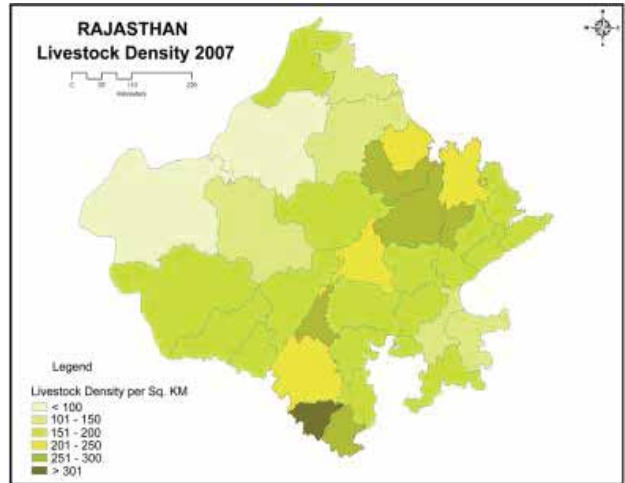 RAJASTHAN
Livestock Density 2007
Legend
Livestock Density per Sq. KM
< 100
101 - 150
151 - 200
201 - 250
251 - 300
> 301